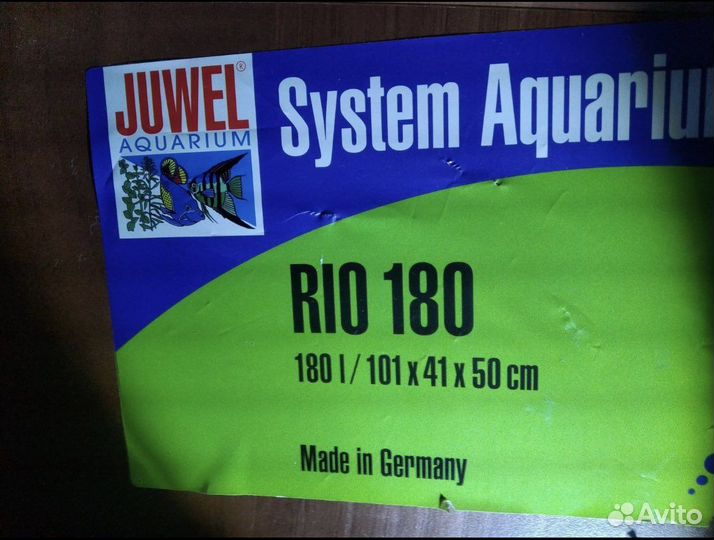 JUWEL®
AQUARIUM
System Aquariu
RIO 180
180 l / 101 x 41 x 50 cm
Made in Germany
Avito